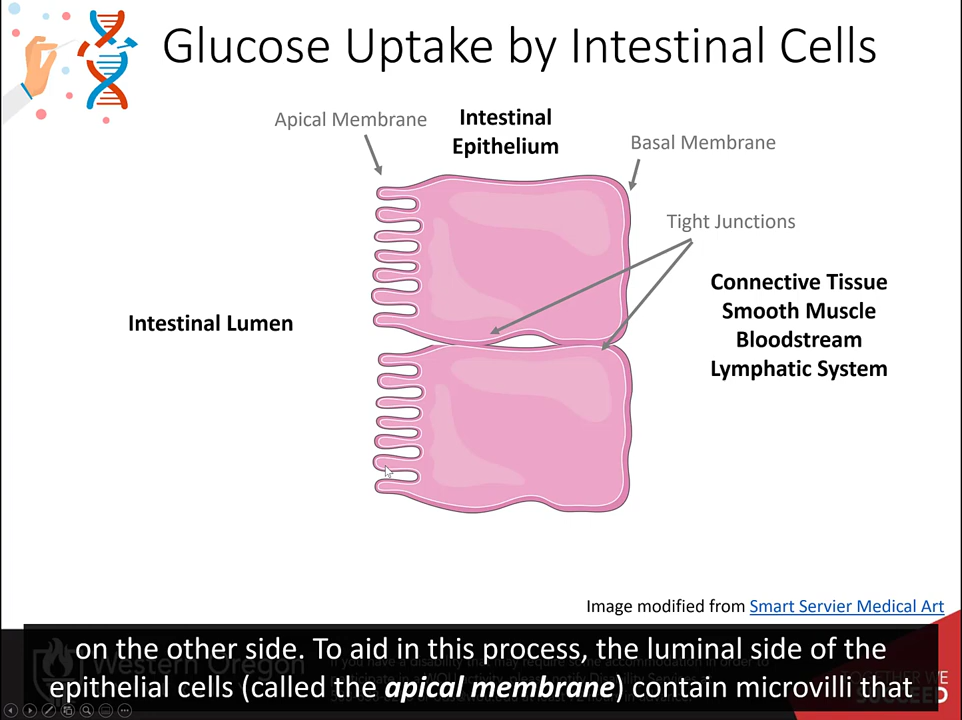 Glucose Uptake by Intestinal Cells
Apical Membrane
Intestinal
Epithelium
Basal Membrane
Tight Junctions
Connective Tissue
Smooth Muscle
Bloodstream
Lymphatic System
Intestinal Lumen
Image modified from Smart Servier Medical Art
on the other side. To aid in this process, the luminal side of the
epithelial cells (called the apical membrane) contain microvilli that